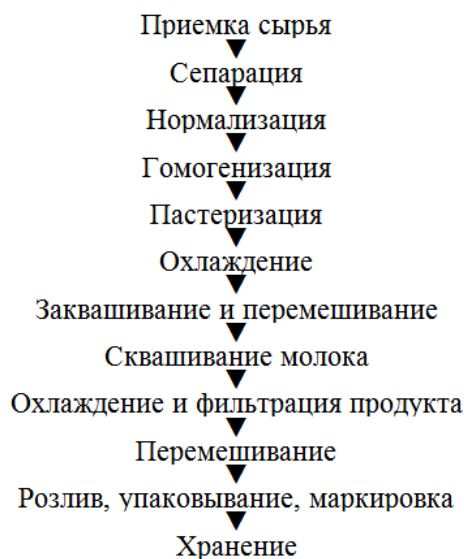 Приемка сырья
Сепарация
Нормализация
Гомогенизация
Пастеризация
Охлаждение
Заквашивание и перемешивание
Сквашивание молока
Охлаждение и фильтрация продукта
Перемешивание
Розлив, упаковывание, маркировка
Хранение